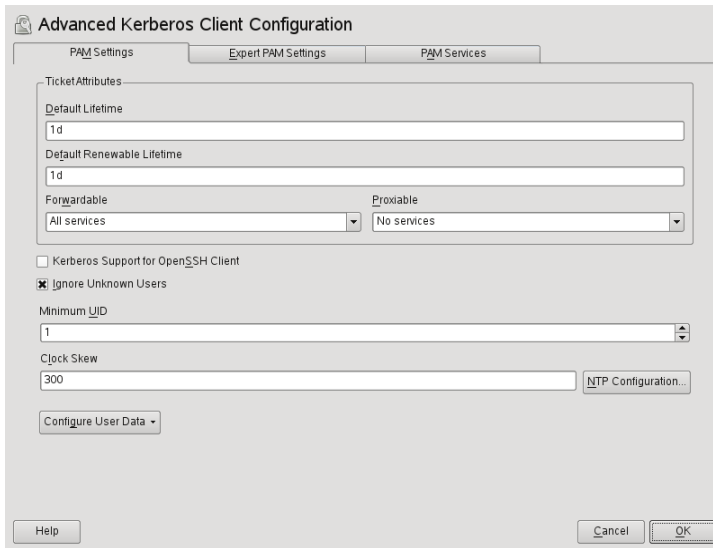 Advanced Kerberos Client Configuration
PAM Settings
Expert PAM Settings
PAM Services
Ticket Attributes
Default Lifetime
1d
Default Renewable Lifetime
1d
Forwardable
Proxiable
All services
No services
Kerberos Support for OpenSSH Client
Ignore Unknown Users
Minimum UID
1
Clock Skew
300
NTP Configuration...
Configure User Data
Help
Cancel
OK